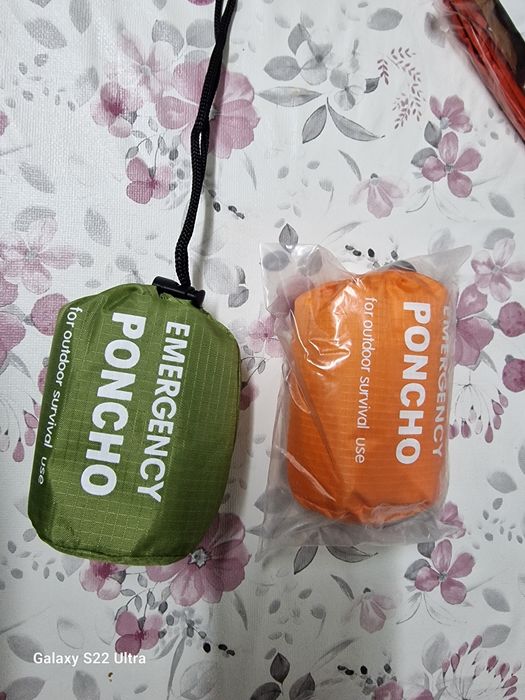 EMERGENCY
PONCHO
for outdoor survival use
EMERGENCY
PONCHO
for outdoor survival use
Galaxy S22 Ultra